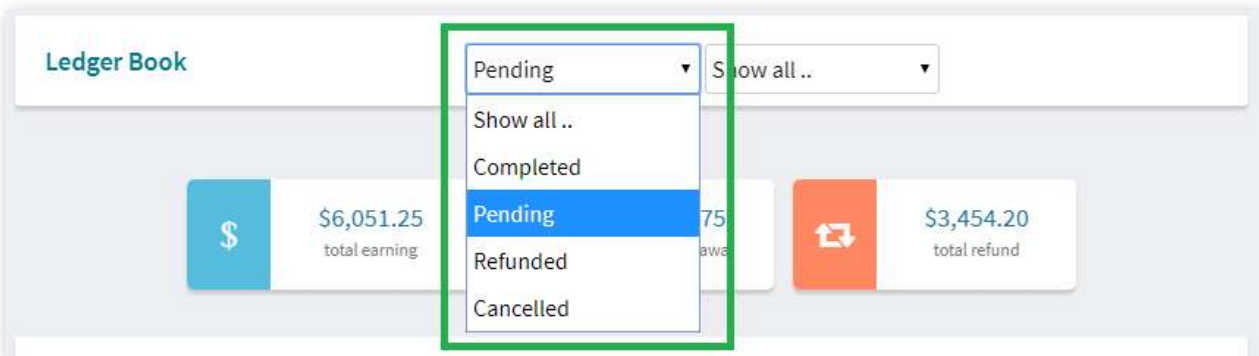 Ledger Book
Pending
Show all ..
Show all ..
Completed
Pending
Refunded
Cancelled
$
$6,051.25
total earning
75
$3,454.20
total refund